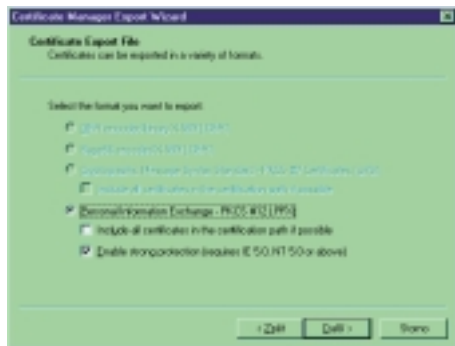 Certificate Manager Export Wizard
Certificate Export File
Certificates can be exported in a variety of formats.
Select the format you want to export:
Personal Information Exchange - PKCS #12 (.PFX)
Include all certificates in the certification path if possible
Enable strong protection (requires IE 5.0, NT 5.0 or above)
< Zpět
Další >
Storno